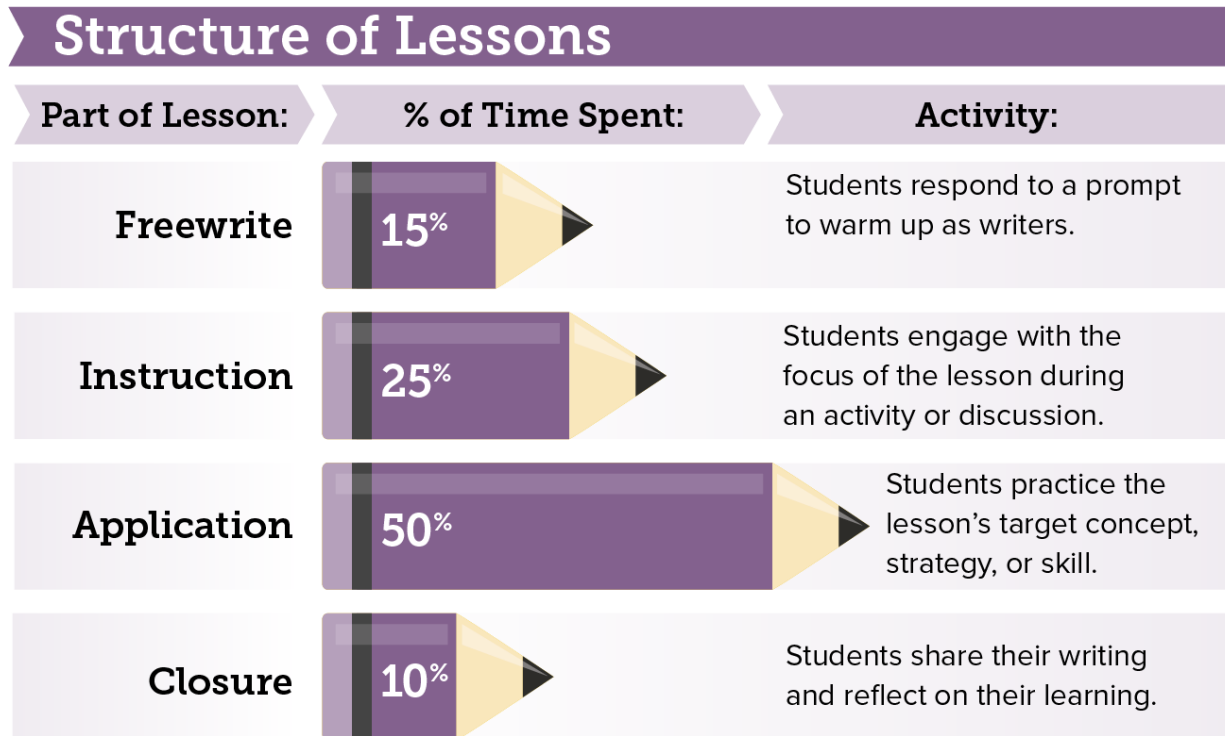 Structure of Lessons
Part of Lesson:
% of Time Spent:
Activity:
Freewrite
15%
Students respond to a prompt
to warm up as writers.
Instruction
25%
Students engage with the
focus of the lesson during
an activity or discussion.
Application
50%
Students practice the
lesson’s target concept,
strategy, or skill.
Closure
10%
Students share their writing
and reflect on their learning.